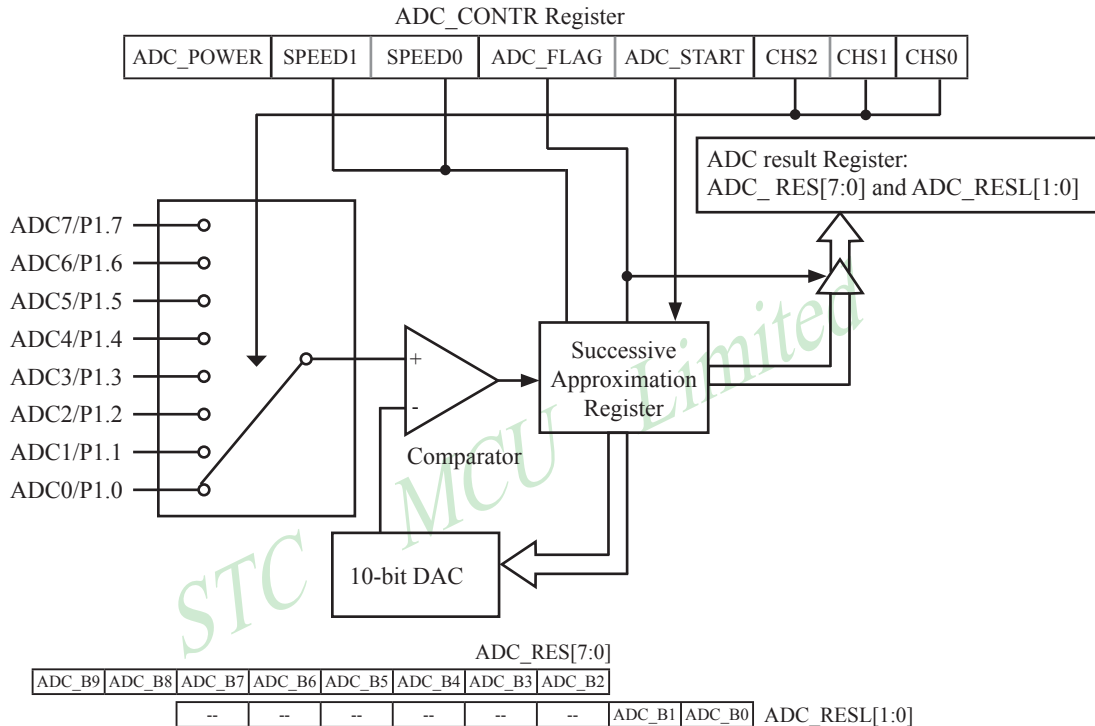 ADC_CONTR Register
ADC_POWER SPEED1 SPEED0 ADC_FLAG ADC_START CHS2 CHS1 CHS0
ADC result Register:
ADC_ RES[7:0] and ADC_RESL[1:0]
ADC7/P1.7
ADC6/P1.6
ADC5/P1.5
ADC4/P1.4
ADC3/P1.3
ADC2/P1.2
ADC1/P1.1
ADC0/P1.0
+
-
Comparator
Successive
Approximation
Register
10-bit DAC
STC MCU Limited
ADC_RES[7:0]
ADC_B9 ADC_B8 ADC_B7 ADC_B6 ADC_B5 ADC_B4 ADC_B3 ADC_B2
-- -- -- -- -- -- ADC_B1 ADC_B0 ADC_RESL[1:0]